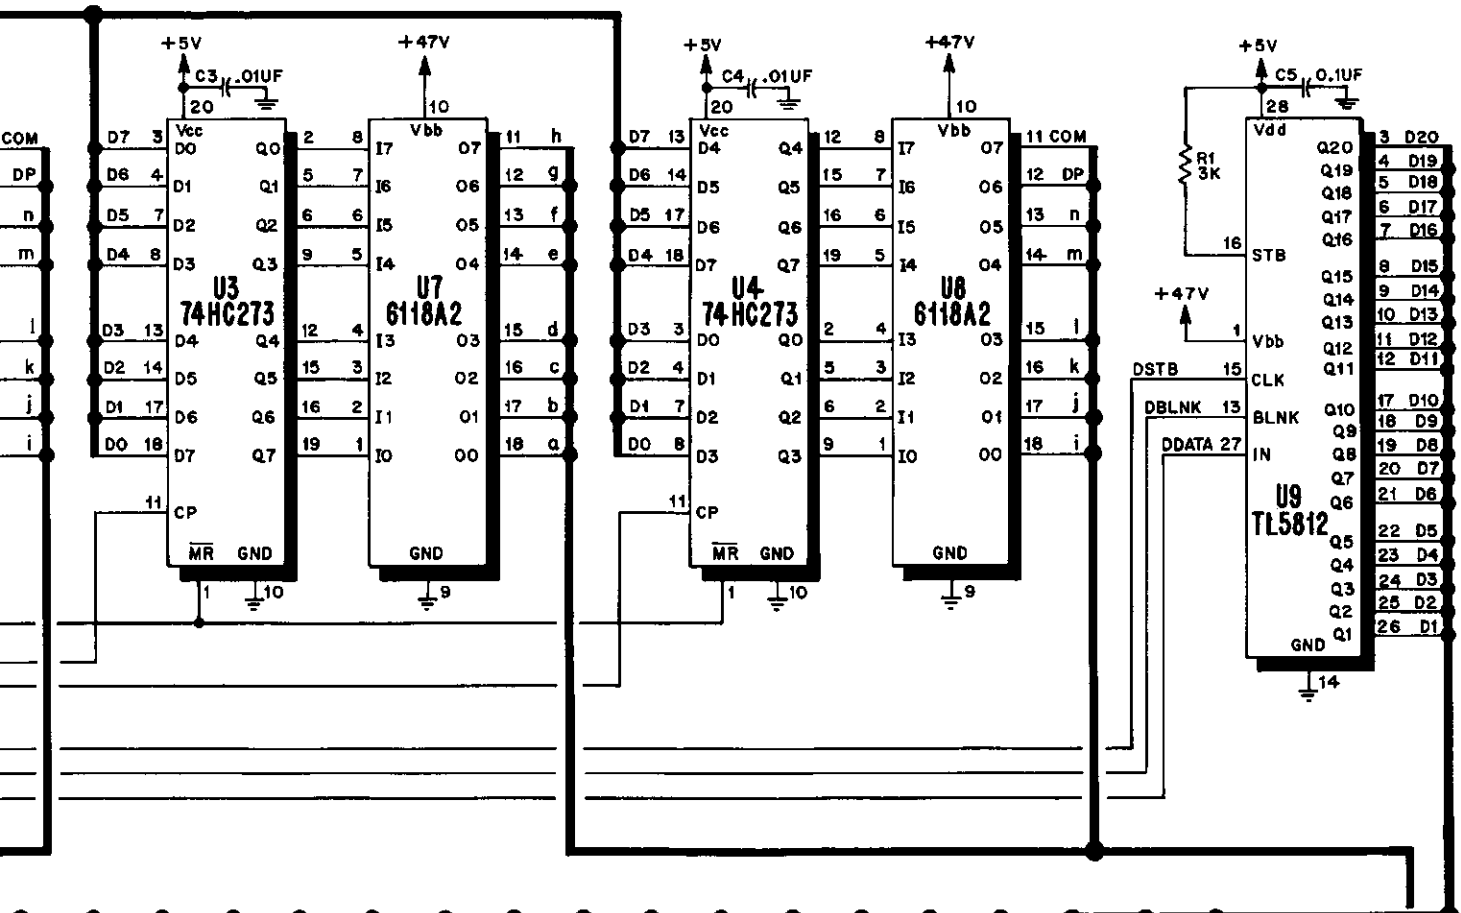 +5V +47V +5V +47V +5V
C3 .01UF C4 .01UF C5 0.1UF
20 10 20 10 28
Vcc Vbb Vcc Vbb Vdd
COM D7 3 D0 Q0 2 8 I7 O7 11 h D7 13 D4 Q4 12 8 I7 O7 11 COM Q20 3 D20
R1 3K Q19 4 D19
DP D6 4 D1 Q1 5 7 I6 O6 12 g D6 14 D5 Q5 15 7 I6 O6 12 DP Q18 5 D18
n D5 7 D2 Q2 6 6 I5 O5 13 f D5 17 D6 Q6 16 6 I5 O5 13 n Q17 6 D17
Q16 7 D16
m D4 8 D3 Q3 9 5 I4 O4 14 e D4 18 D7 Q7 19 5 I4 O4 14 m 16 STB Q15 8 D15
U3 U7 U4 U8 +47V Q14 9 D14
74HC273 6118A2 74HC273 6118A2 Q13 10 D13
l D3 13 D4 Q4 12 4 I3 O3 15 d D3 3 D0 Q0 2 4 I3 O3 15 l 1 Vbb Q12 11 D12
Q11 12 D11
k D2 14 D5 Q5 15 3 I2 O2 16 c D2 4 D1 Q1 5 3 I2 O2 16 k DSTB 15 CLK
j D1 17 D6 Q6 16 2 I1 O1 17 b D1 7 D2 Q2 6 2 I1 O1 17 j DBLNK 13 BLNK Q10 17 D10
Q9 18 D9
i D0 18 D7 Q7 19 1 I0 O0 18 a D0 8 D3 Q3 9 1 I0 O0 18 i DDATA 27 IN Q8 19 D8
Q7 20 D7
11 CP 11 CP U9 Q6 21 D6
TL5812 Q5 22 D5
MR GND GND MR GND GND Q4 23 D4
1 10 9 1 10 9 Q3 24 D3
Q2 25 D2
Q1 26 D1
GND
14